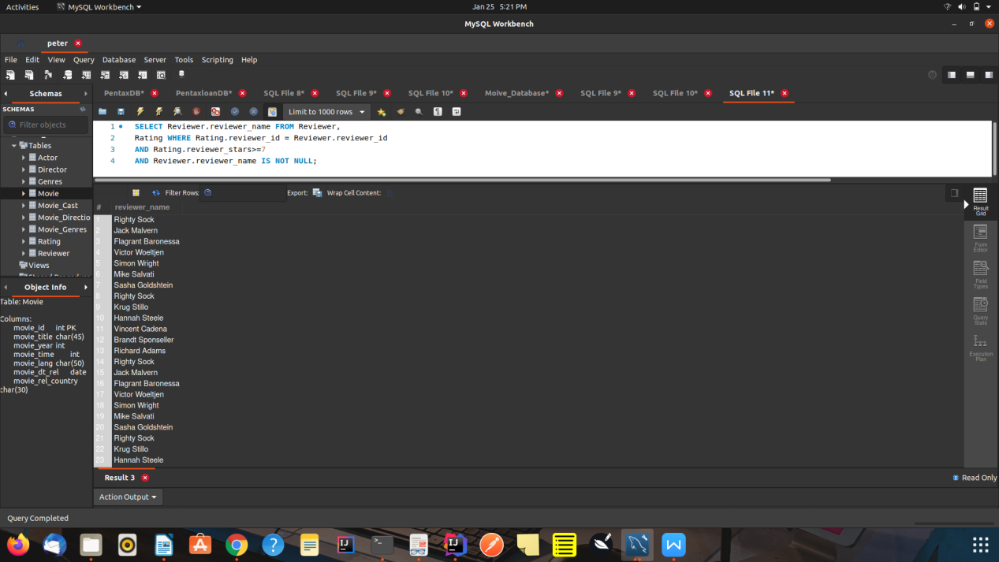 Activities MySQL Workbench Jan 25 5:21 PM
MySQL Workbench
peter
File Edit View Query Database Server Tools Scripting Help
Schemas PentaxDB* PentaxloanDB* SQL File 8* SQL File 9* SQL File 10* Moive_Database* SQL File 9* SQL File 10* SQL File 11*
SCHEMAS
Limit to 1000 rows
Filter objects
1 SELECT Reviewer.reviewer_name FROM Reviewer,
2 Rating WHERE Rating.reviewer_id = Reviewer.reviewer_id
3 AND Rating.reviewer_stars>=7
4 AND Reviewer.reviewer_name IS NOT NULL;
Tables
Actor
Director
Genres
Movie
Movie_Cast
Movie_Directio
Movie_Genres
Rating
Reviewer
Views
Object Info
Table: Movie
Columns:
movie_id int PK
movie_title char(45)
movie_year int
movie_time int
movie_lang char(50)
movie_dt_rel date
movie_rel_country
char(30)
Filter Rows: Export: Wrap Cell Content:
# reviewer_name
1 Righty Sock
2 Jack Malvern
3 Flagrant Baronessa
4 Victor Woeltjen
5 Simon Wright
6 Mike Salvati
7 Sasha Goldshtein
8 Righty Sock
9 Krug Stillo
10 Hannah Steele
11 Vincent Cadena
12 Brandt Sponseller
13 Richard Adams
14 Righty Sock
15 Jack Malvern
16 Flagrant Baronessa
17 Victor Woeltjen
18 Simon Wright
19 Mike Salvati
20 Sasha Goldshtein
21 Righty Sock
22 Krug Stillo
23 Hannah Steele
Result
Grid
Form
Editor
Field
Types
Query
Stats
Execution
Plan
Result 3 Read Only
Action Output
Query Completed